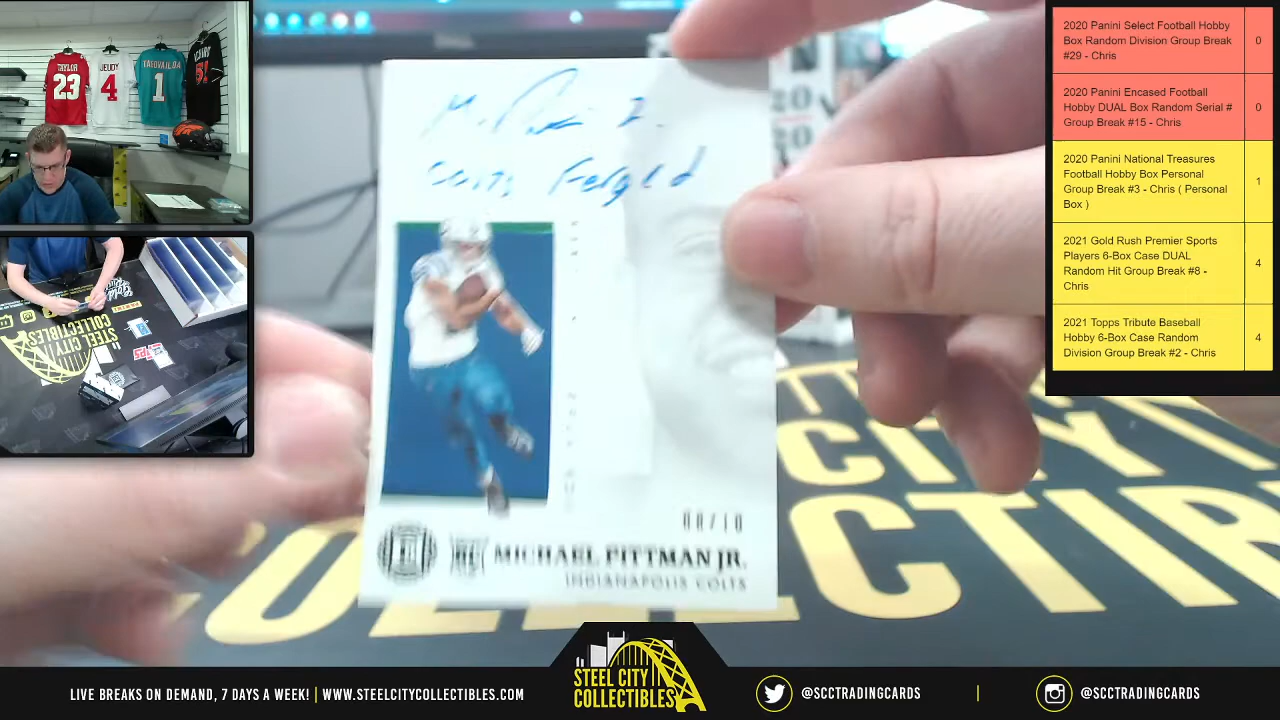 TAYLOR
23
JEUDY
4
TAGOVAILOA
1
51
2020 Panini Select Football Hobby
Box Random Division Group Break
#29 - Chris
0
2020 Panini Encased Football
Hobby DUAL Box Random Serial #
Group Break #15 - Chris
0
2020 Panini National Treasures
Football Hobby Box Personal
Group Break #3 - Chris ( Personal
Box )
1
2021 Gold Rush Premier Sports
Players 6-Box Case DUAL
Random Hit Group Break #8 -
Chris
4
2021 Topps Tribute Baseball
Hobby 6-Box Case Random
Division Group Break #2 - Chris
4
STEEL CITY
COLLECTIBLES
MICHAEL PITTMAN JR.
INDIANAPOLIS COLTS
CITY
LIVE BREAKS ON DEMAND, 7 DAYS A WEEK! | WWW.STEELCITYCOLLECTIBLES.COM
STEEL CITY
COLLECTIBLES
@SCCTRADINGCARDS
|
@SCCTRADINGCARDS